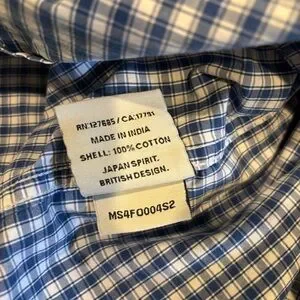 RN:127685 / CA:17791
MADE IN INDIA
SHELL: 100% COTTON
JAPAN SPIRIT.
BRITISH DESIGN.
MS4F0004S2